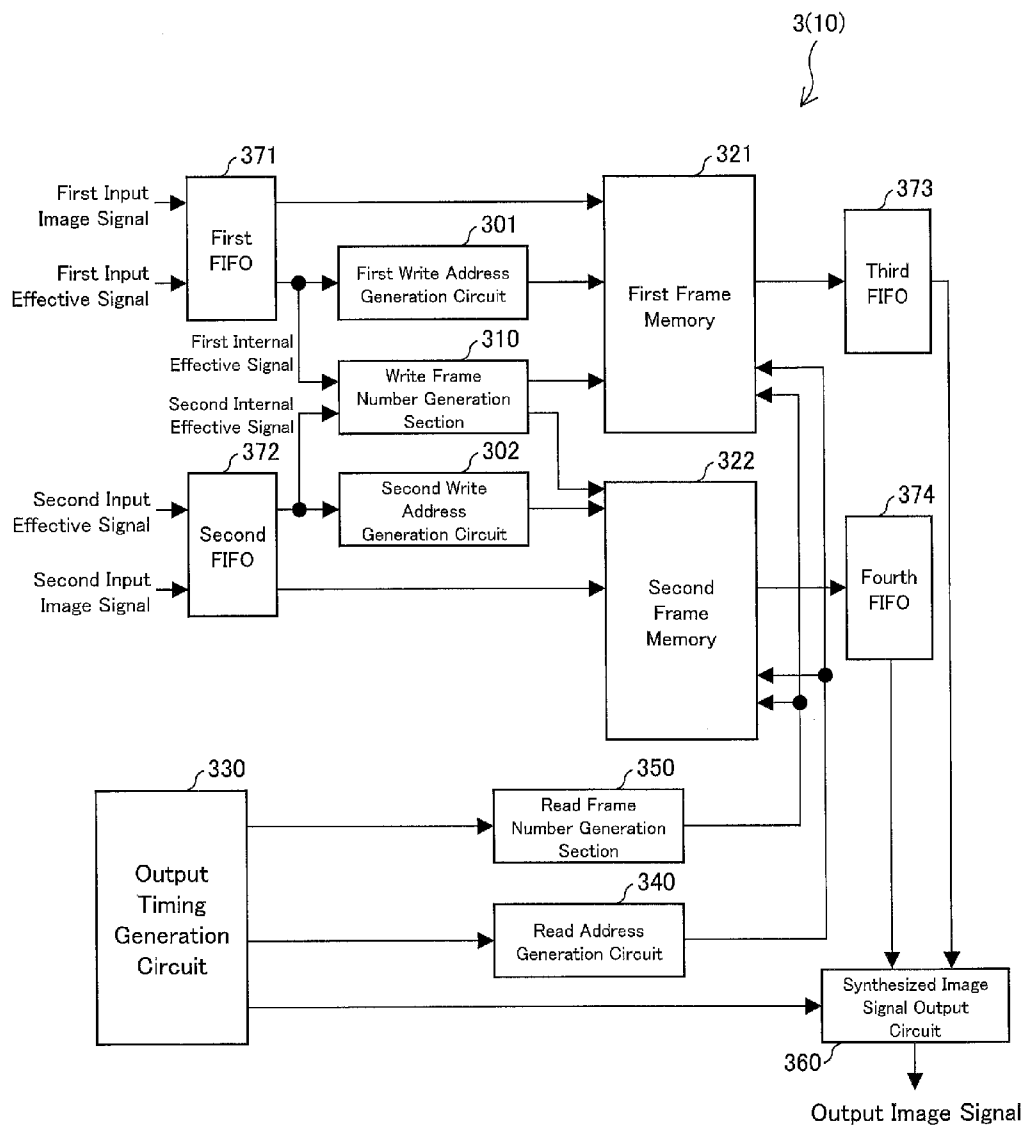 3(10)
371
321
373
First Input
Image Signal
First
FIFO
301
First Input
Effective Signal
First Write Address
Generation Circuit
First Frame
Memory
Third
FIFO
First Internal
Effective Signal
310
Write Frame
Number Generation
Section
Second Internal
Effective Signal
372
302
322
374
Second Input
Effective Signal
Second
FIFO
Second Write
Address
Generation Circuit
Second Input
Image Signal
Second
Frame
Memory
Fourth
FIFO
330
350
Output
Timing
Generation
Circuit
Read Frame
Number Generation
Section
340
Read Address
Generation Circuit
Synthesized Image
Signal Output
Circuit
360
Output Image Signal